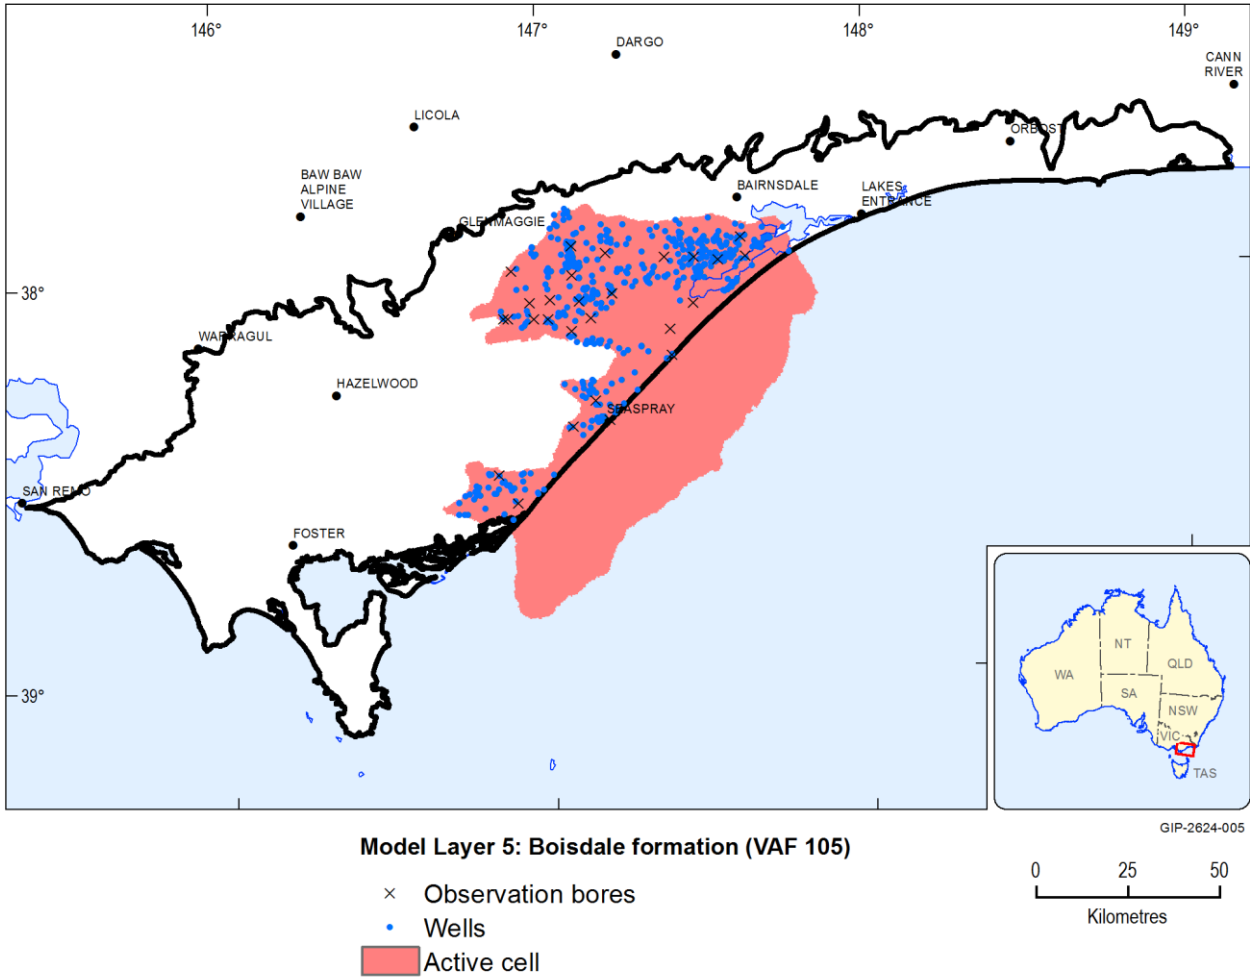 146°
147°
148°
149°
DARGO
CANN
RIVER
LICOLA
ORBOST
BAW BAW
ALPINE
VILLAGE
BAIRNSDALE
LAKES
ENTRANCE
GLENMAGGIE
38°
WARRAGUL
HAZELWOOD
SEASPRAY
SAN REMO
FOSTER
39°
NT
QLD
WA
SA
NSW
VIC
TAS
GIP-2624-005
Model Layer 5: Boisdale formation (VAF 105)
Observation bores
Wells
Active cell
0 25 50
Kilometres